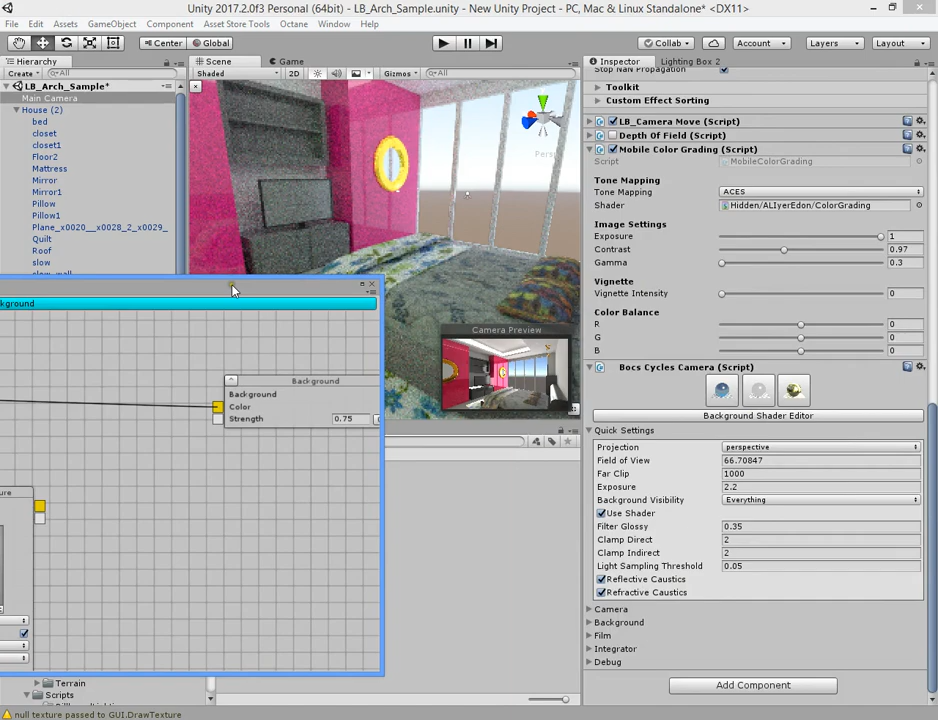 Unity 2017.2.0f3 Personal (64bit) - LB_Arch_Sample.unity - New Unity Project - PC, Mac & Linux Standalone* <DX11>
File Edit Assets GameObject Component Asset Store Tools Octane Window Help
Center Global Collab Account Layers Layout
Hierarchy
Create All
LB_Arch_Sample*
Main Camera
House (2)
bed
closet
closet1
Floor2
Mattress
Mirror
Mirror1
Pillow
Pillow1
Plane_x0020__x0028_2_x0029_
Quilt
Roof
slow
slow_wall
Scene Game
Shaded 2D Gizmos All
Persp
Camera Preview
kground
Background
Background
Color
Strength 0.75
ure
Terrain
Scripts
Inspector Lighting Box 2
Stop NaN Propagation
Toolkit
Custom Effect Sorting
LB_Camera Move (Script)
Depth Of Field (Script)
Mobile Color Grading (Script)
Script MobileColorGrading
Tone Mapping
Tone Mapping ACES
Shader Hidden/ALIyerEdon/ColorGrading
Image Settings
Exposure 1
Contrast 0.97
Gamma 0.3
Vignette
Vignette Intensity 0
Color Balance
R 0
G 0
B 0
Bocs Cycles Camera (Script)
Background Shader Editor
Quick Settings
Projection perspective
Field of View 66.70847
Far Clip 1000
Exposure 2.2
Background Visibility Everything
Use Shader
Filter Glossy 0.35
Clamp Direct 2
Clamp Indirect 2
Light Sampling Threshold 0.05
Reflective Caustics
Refractive Caustics
Camera
Background
Film
Integrator
Debug
Add Component
null texture passed to GUI.DrawTexture